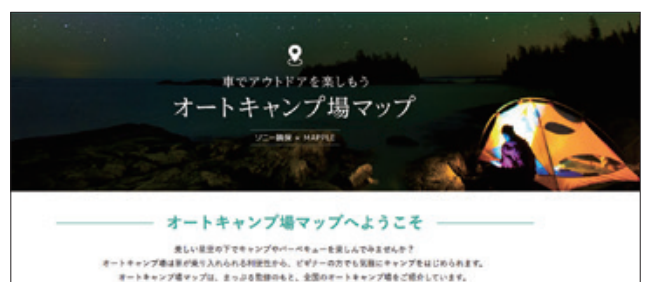 車でアウトドアを楽しもう
オートキャンプ場マップ
ソニー損保 × MAPPLE
オートキャンプ場マップへようこそ
美しい星空の下でキャンプやバーベキューを楽しんでみませんか？
オートキャンプ場は車が乗り入れられる利便性から、ビギナーの方でも気軽にキャンプをはじめられます。
オートキャンプ場マップは、まっぷる監修のもと、全国のオートキャンプ場をご紹介しています。